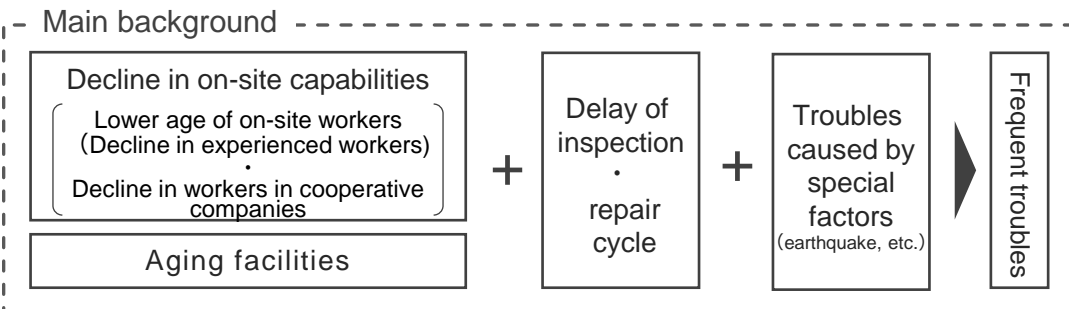 Main background
Decline in on-site capabilities
Lower age of on-site workers
(Decline in experienced workers)
・
Decline in workers in cooperative
companies
Aging facilities
+
Delay of
inspection
・
repair
cycle
+
Troubles
caused by
special
factors
(earthquake, etc.)
Frequent troubles